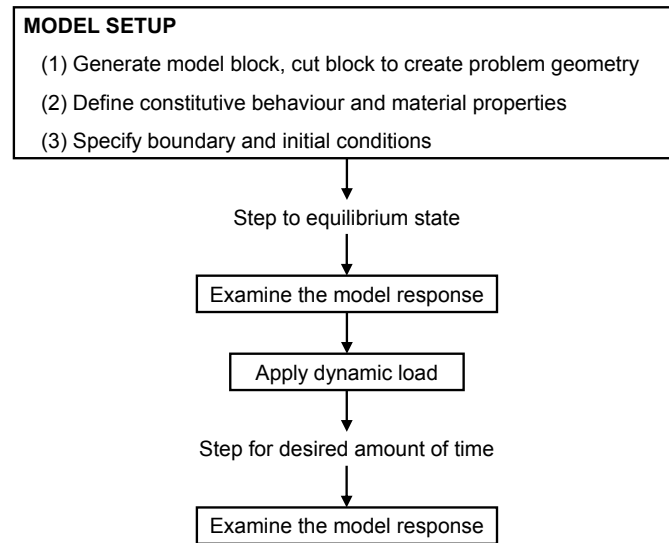 MODEL SETUP
(1) Generate model block, cut block to create problem geometry
(2) Define constitutive behaviour and material properties
(3) Specify boundary and initial conditions
Step to equilibrium state
Examine the model response
Apply dynamic load
Step for desired amount of time
Examine the model response